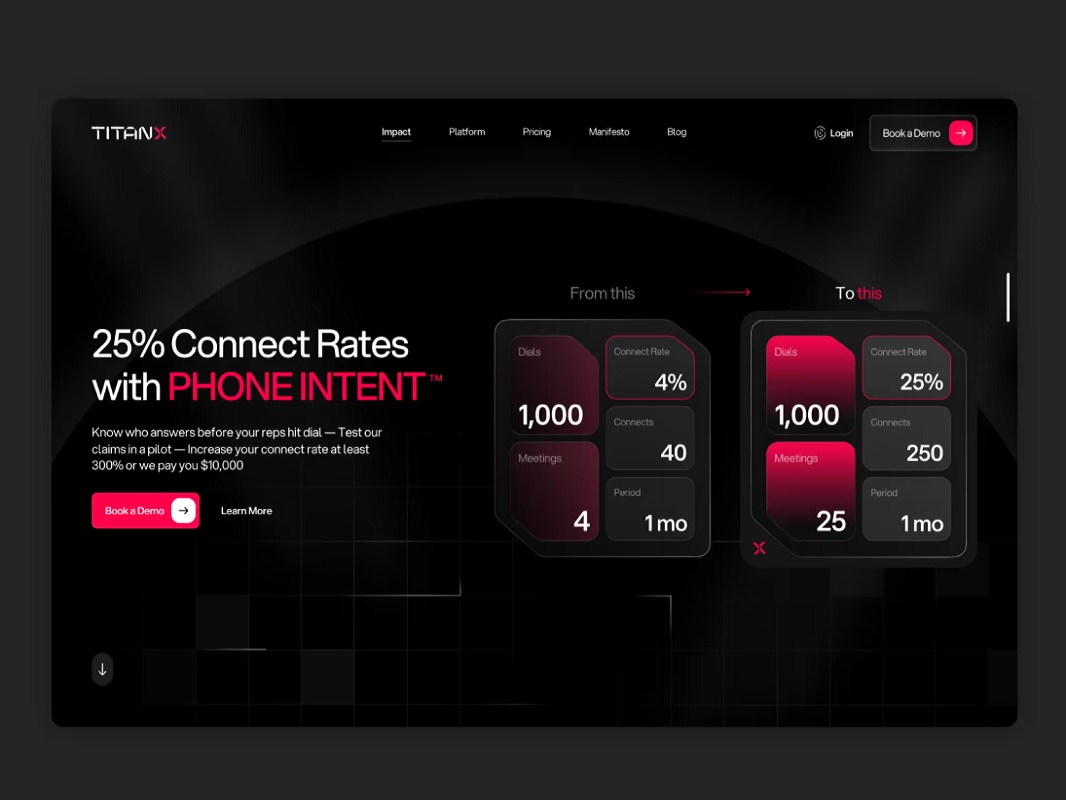 TITANX
Impact
Platform
Pricing
Manifesto
Blog
Login
Book a Demo
25% Connect Rates
with PHONE INTENT™
Know who answers before your reps hit dial — Test our
claims in a pilot — Increase your connect rate at least
300% or we pay you $10,000
Book a Demo
Learn More
From this
Dials
1,000
Meetings
4
Connect Rate
4%
Connects
40
Period
1 mo
To this
Dials
1,000
Meetings
25
Connect Rate
25%
Connects
250
Period
1 mo